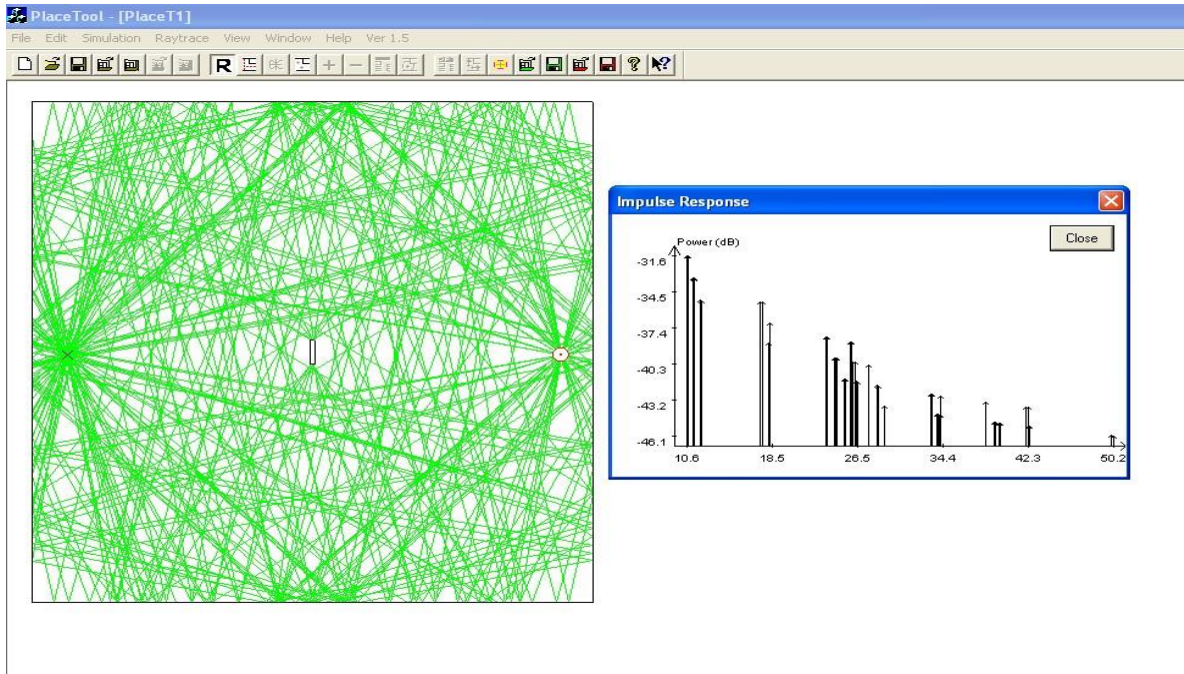 PlaceTool - [PlaceT1]
File Edit Simulation Raytrace View Window Help Ver 1.5
R
Impulse Response
Close
Power (dB)
-31.6
-34.5
-37.4
-40.3
-43.2
-46.1
10.6 18.5 26.5 34.4 42.3 50.2